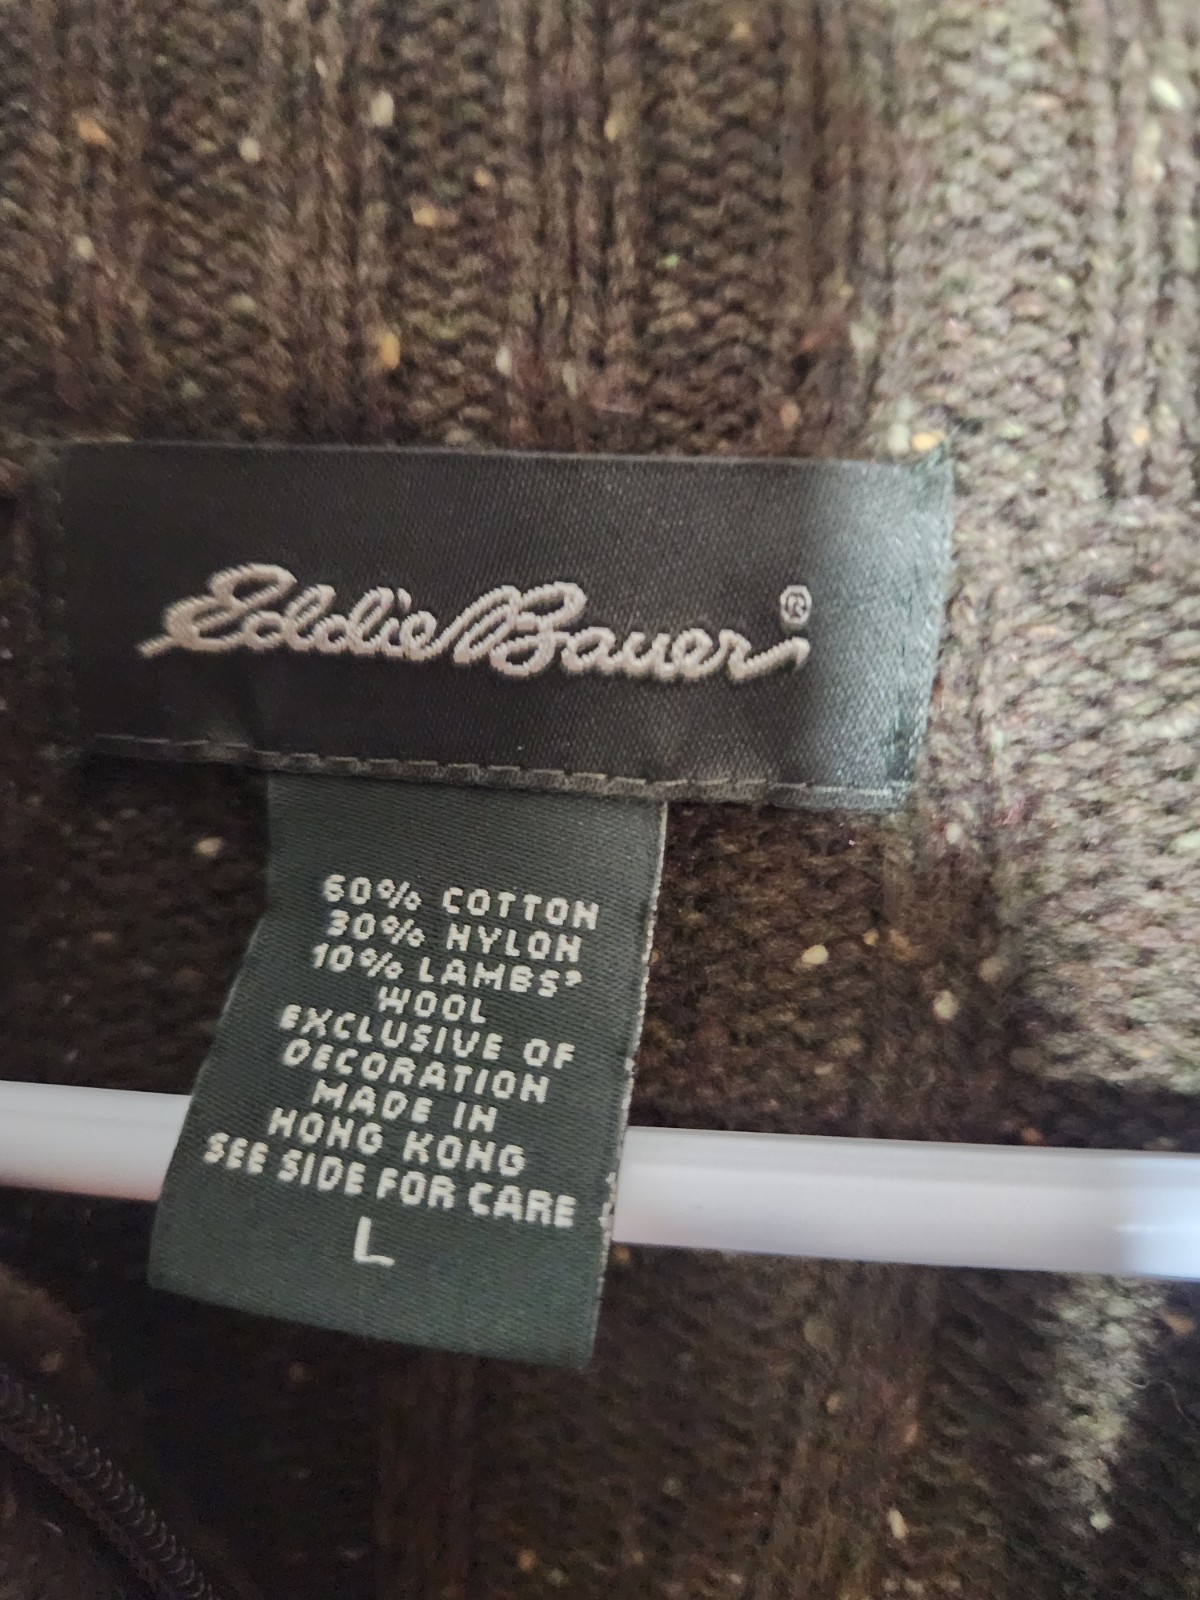 Eddie Bauer®
60% COTTON
30% NYLON
10% LAMBS'
WOOL
EXCLUSIVE OF
DECORATION
MADE IN
HONG KONG
SEE SIDE FOR CARE
L